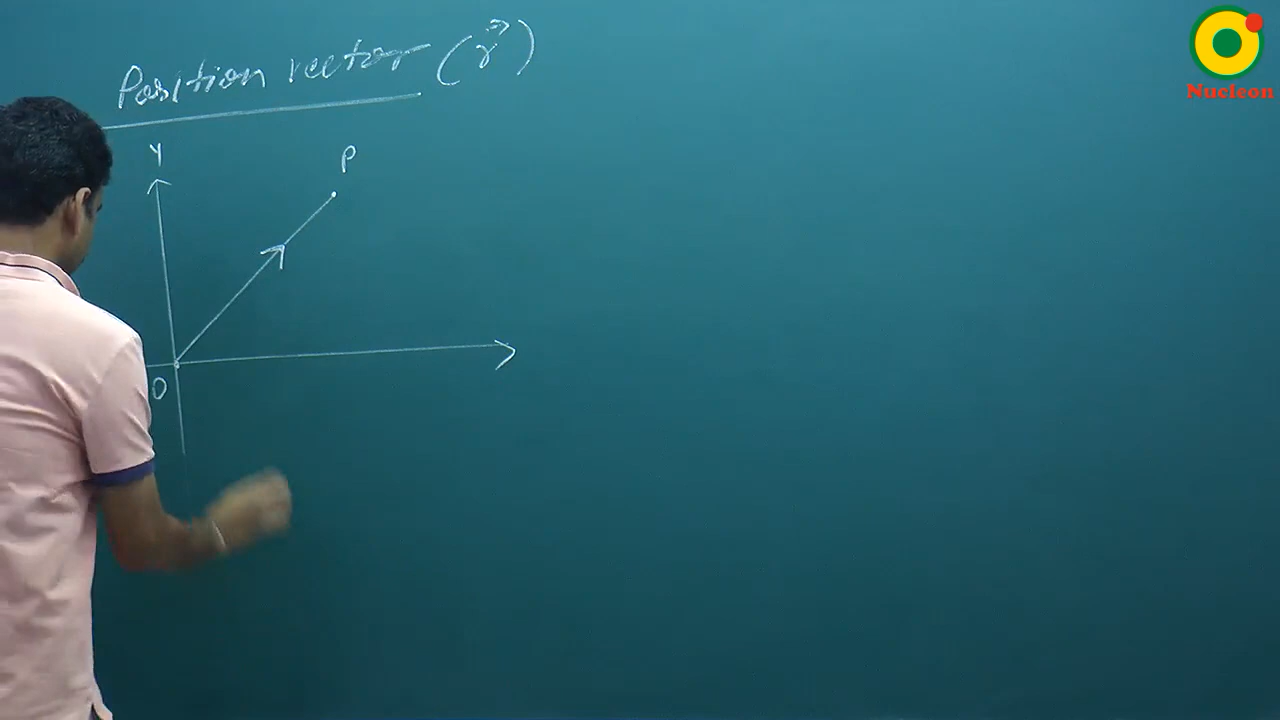 Position vector (r⃗)
Nucleon
Y
P
O